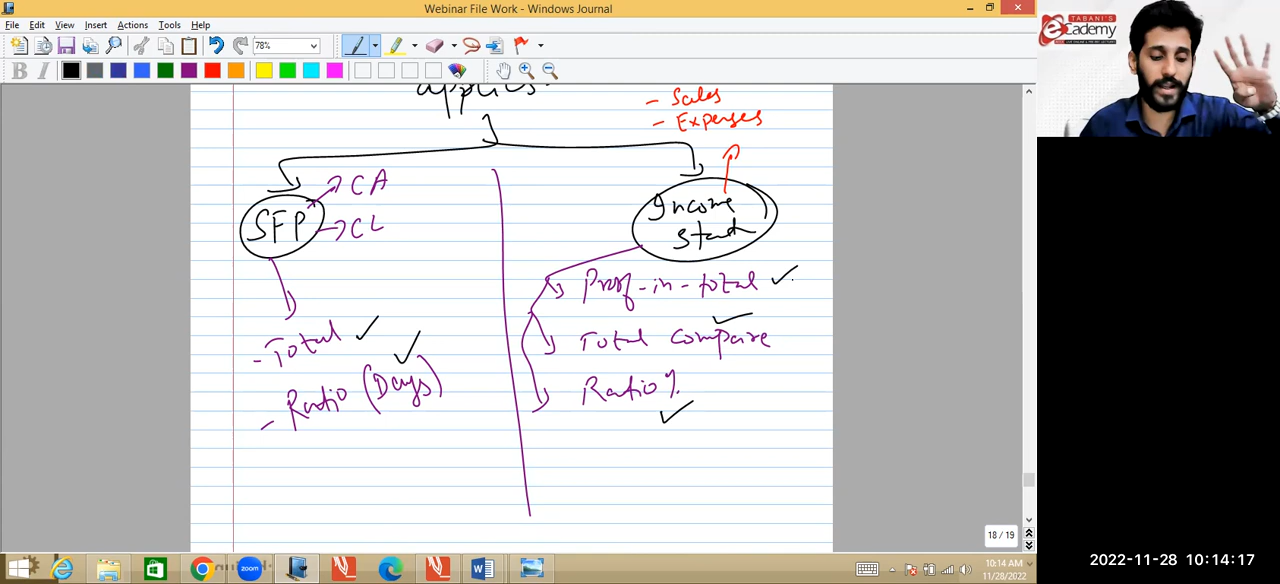 Webinar File Work - Windows Journal
File Edit View Insert Actions Tools Help
78%
TABANI'S
eCademy
applies
- Sales
- Expenses
SFP
→ CA
→ CL
Income
Stat
- Total ✓
- Ratio (Days) ✓
Proof-in-total ✓
Total Compare ✓
Ratio % ✓
18 / 19
2022-11-28 10:14:17
zoom
10:14 AM
11/28/2022